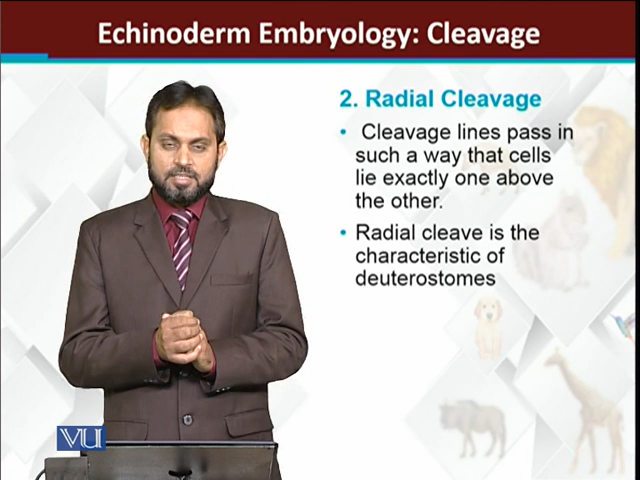 Echinoderm Embryology: Cleavage
2. Radial Cleavage
• Cleavage lines pass in
such a way that cells
lie exactly one above
the other.
• Radial cleave is the
characteristic of
deuterostomes
VU